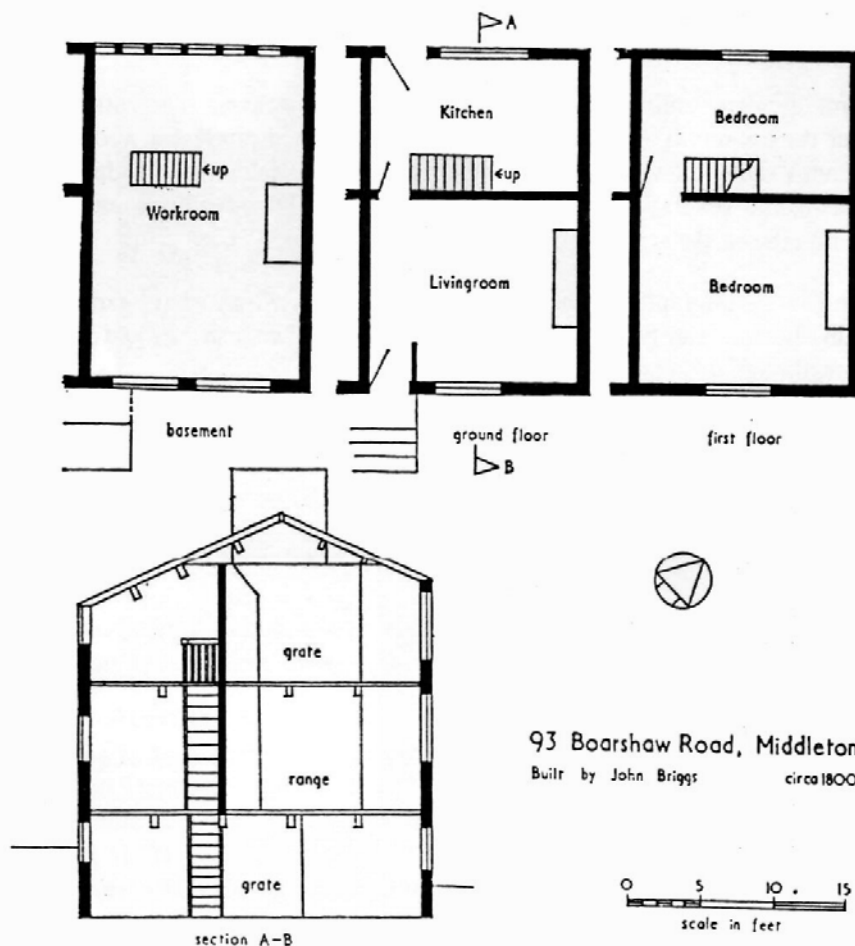 A
Kitchen
Bedroom
up
up
Workroom
Livingroom
Bedroom
basement
ground floor
first floor
B
grate
range
grate
section A-B
93 Boarshaw Road, Middleton
Built by John Briggs circa 1800
0 5 10 . 15
scale in feet